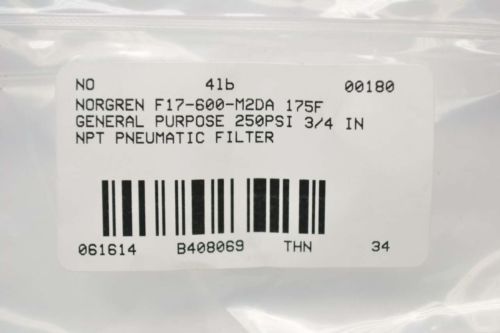 NO 4lb 00180
NORGREN F17-600-M2DA 175F
GENERAL PURPOSE 250PSI 3/4 IN
NPT PNEUMATIC FILTER
061614 B408069 THN 34